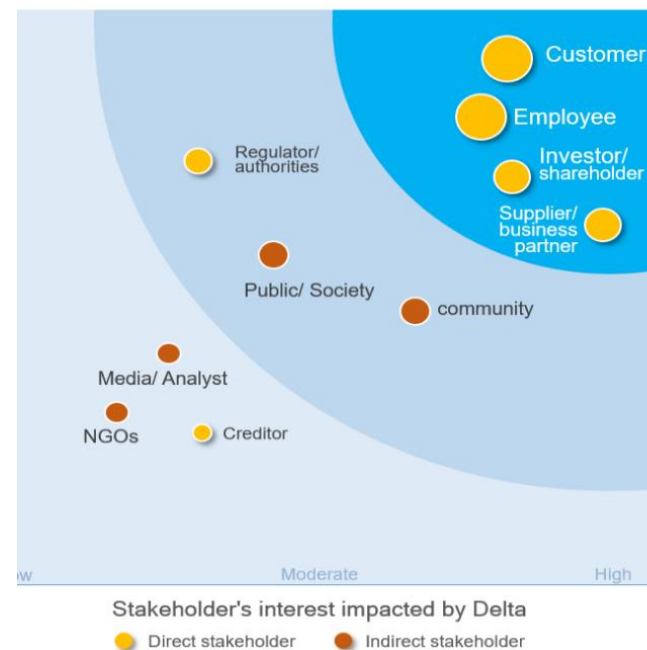 Customer
Employee
Investor/
shareholder
Supplier/
business
partner
Regulator/
authorities
Public/ Society
community
Media/ Analyst
NGOs
Creditor
ow
Moderate
High
Stakeholder's interest impacted by Delta
Direct stakeholder
Indirect stakeholder